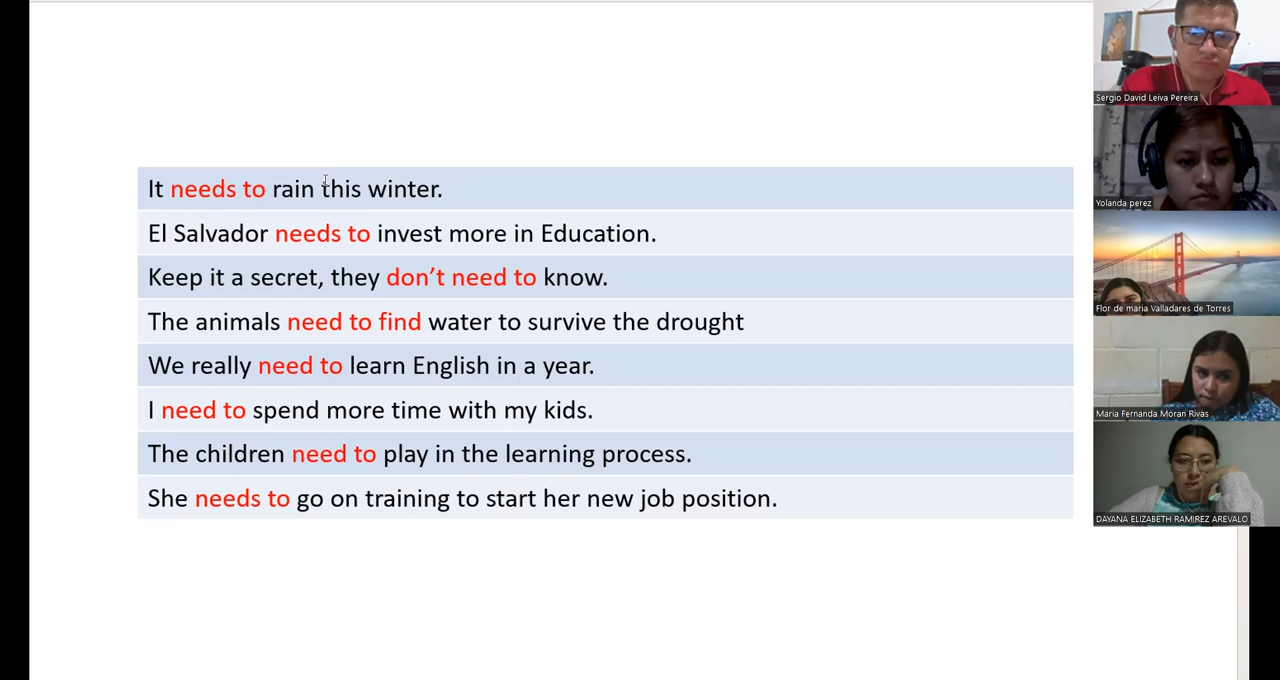 It needs to rain this winter.
El Salvador needs to invest more in Education.
Keep it a secret, they don’t need to know.
The animals need to find water to survive the drought
We really need to learn English in a year.
I need to spend more time with my kids.
The children need to play in the learning process.
She needs to go on training to start her new job position.
Sergio David Leiva Pereira
Yolanda perez
Flor de maria Valladares de Torres
Maria Fernanda Moran Rivas
DAYANA ELIZABETH RAMIREZ AREVALO